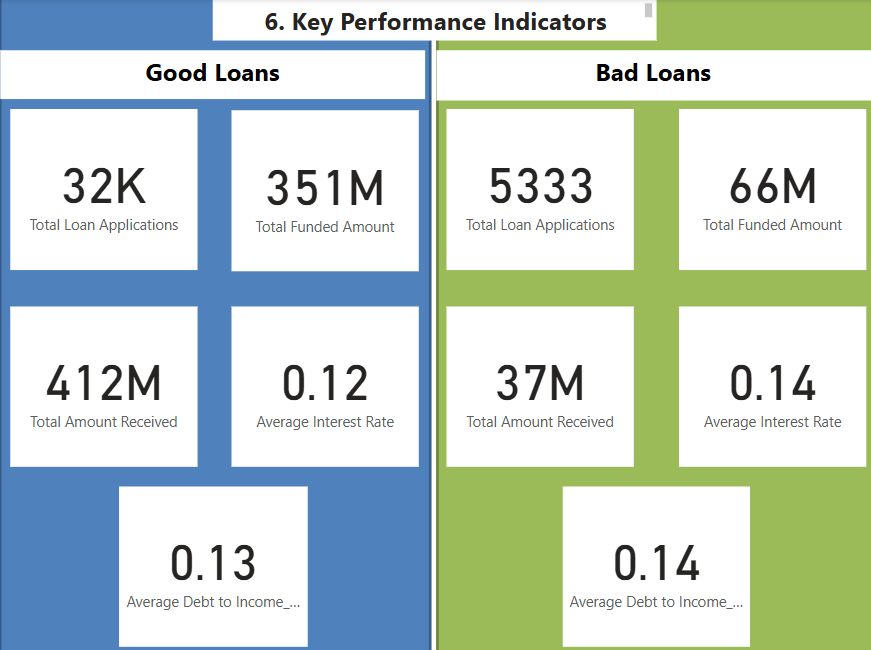 6. Key Performance Indicators
Good Loans
32K
Total Loan Applications
351M
Total Funded Amount
412M
Total Amount Received
0.12
Average Interest Rate
0.13
Average Debt to Income_...
Bad Loans
5333
Total Loan Applications
66M
Total Funded Amount
37M
Total Amount Received
0.14
Average Interest Rate
0.14
Average Debt to Income_...